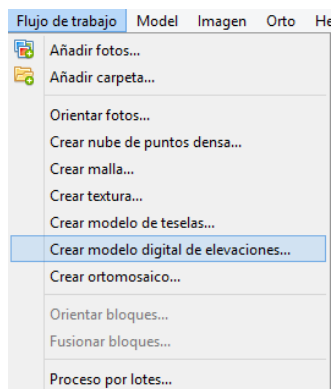 Flujo de trabajo Model Imagen Orto He
Añadir fotos...
Añadir carpeta...
Orientar fotos...
Crear nube de puntos densa...
Crear malla...
Crear textura...
Crear modelo de teselas...
Crear modelo digital de elevaciones...
Crear ortomosaico...
Orientar bloques...
Fusionar bloques...
Proceso por lotes...